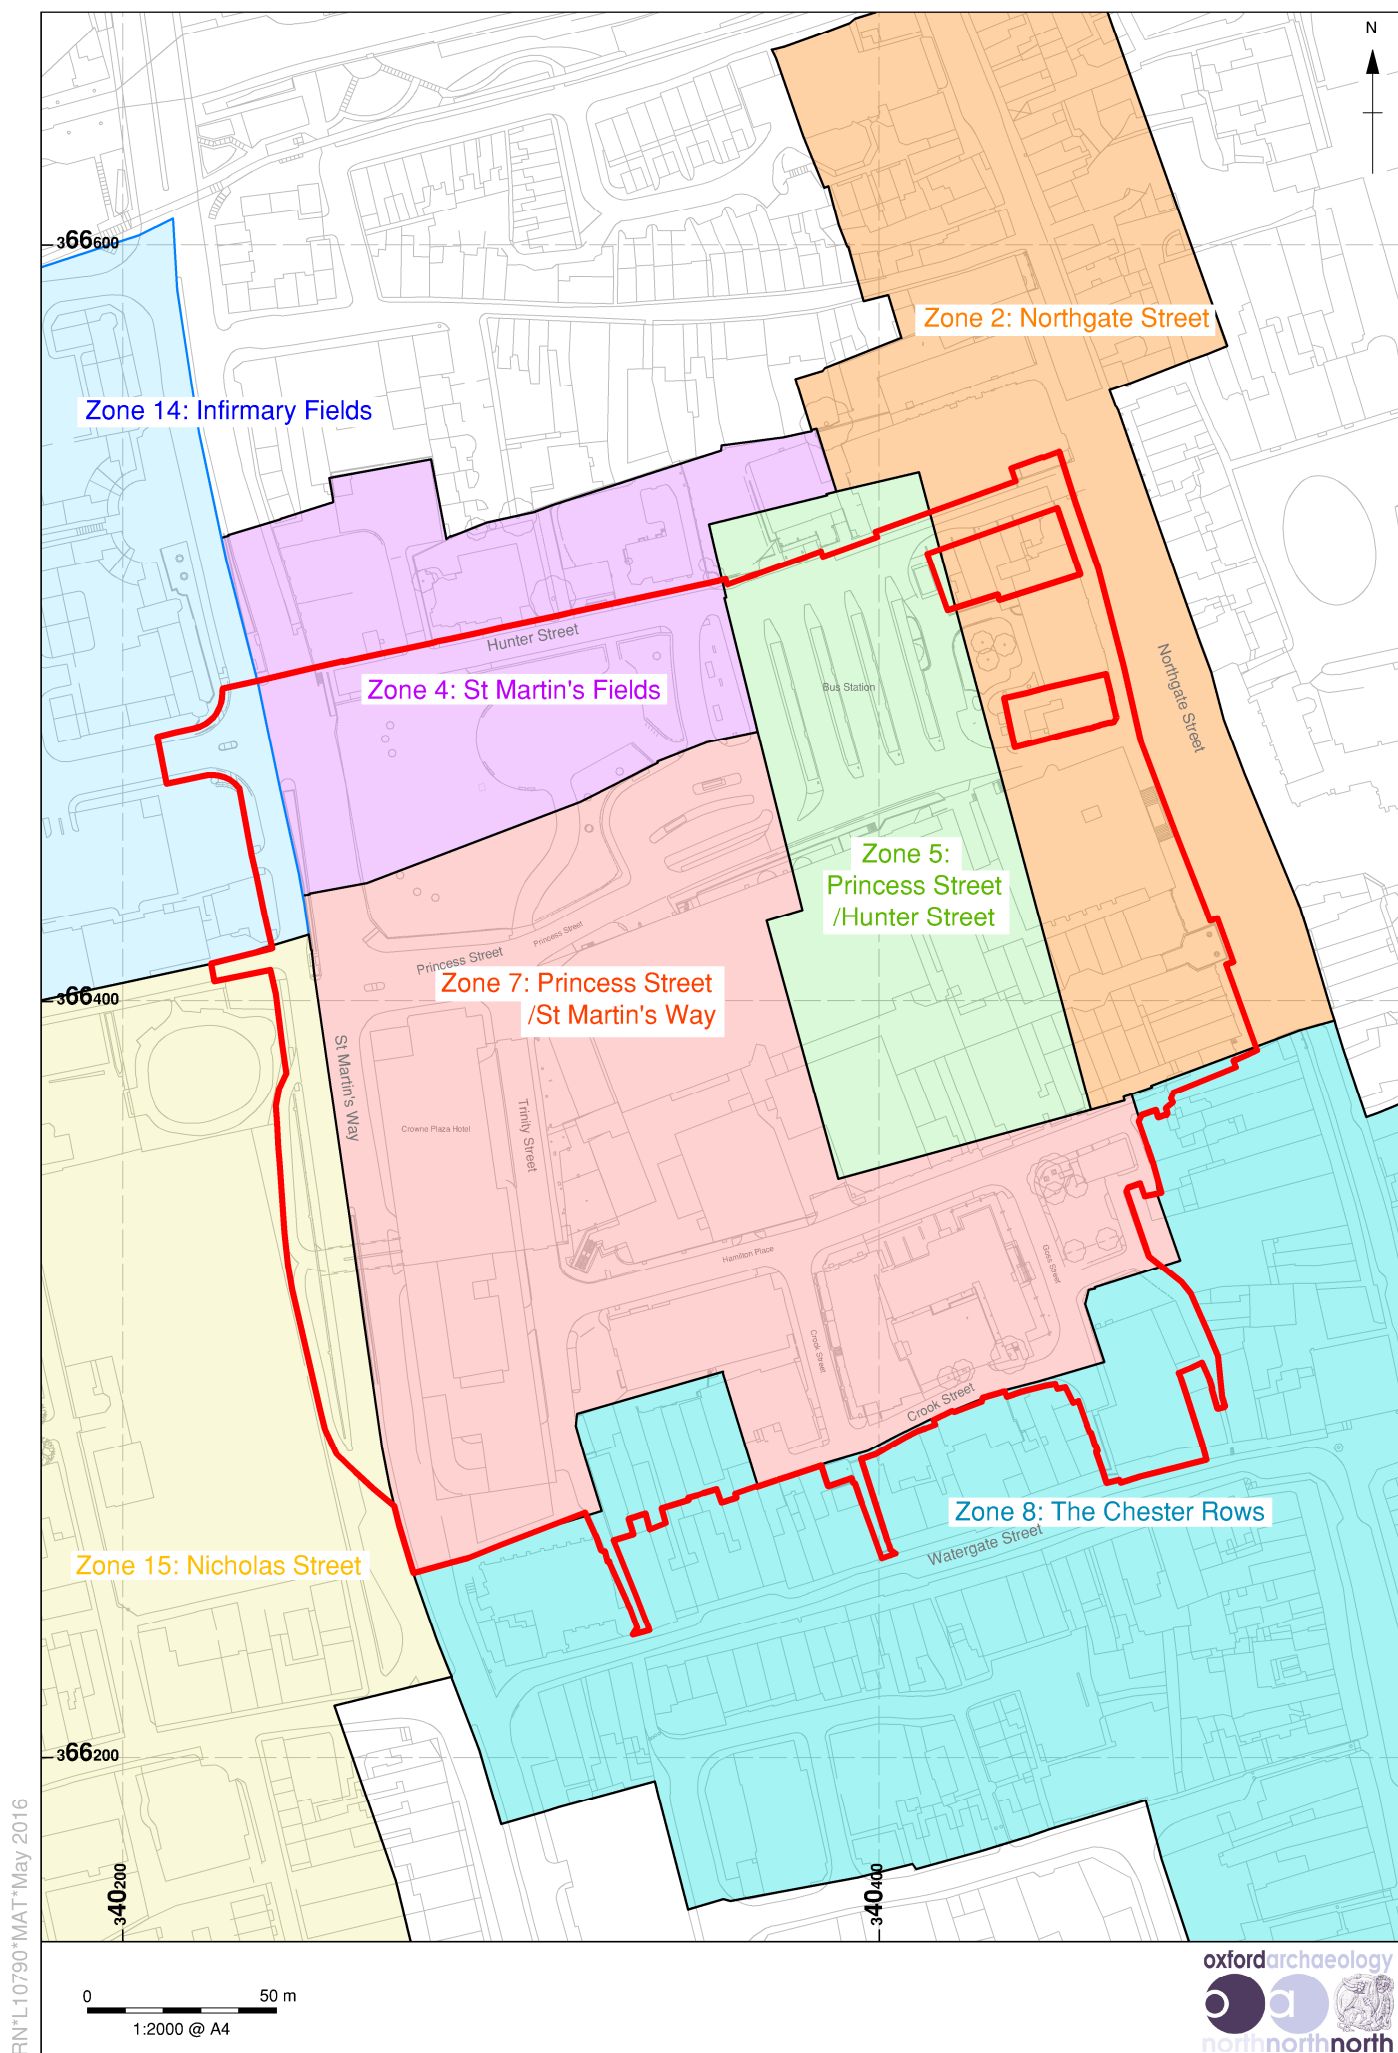 N
366600
Zone 2: Northgate Street
Zone 14: Infirmary Fields
Hunter Street
Zone 4: St Martin's Fields
Bus Station
Northgate Street
Zone 5:
Princess Street
/Hunter Street
Princess Street
Princess Street
Zone 7: Princess Street
/St Martin's Way
366400
St Martin's Way
Crowne Plaza Hotel
Trinity Street
Hamilton Place
Goss Street
Crook Street
Crook Street
Zone 8: The Chester Rows
Watergate Street
Zone 15: Nicholas Street
366200
340200
340400
RN*L10790*MAT*May 2016
0 50 m
1:2000 @ A4
oxfordarchaeology
oa
northnorthnorth